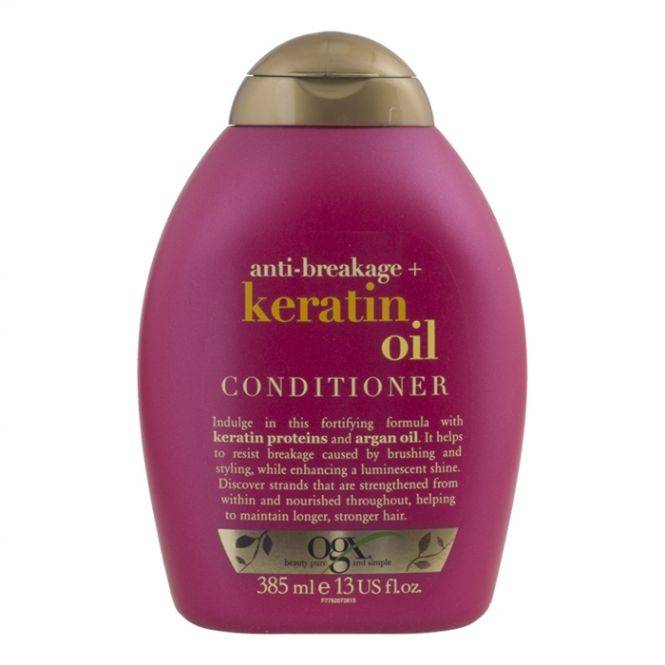 anti-breakage +
keratin
oil
CONDITIONER
Indulge in this fortifying formula with
keratin proteins and argan oil. It helps
to resist breakage caused by brushing and
styling, while enhancing a luminescent shine.
Discover strands that are strengthened from
within and nourished throughout, helping
to maintain longer, stronger hair.
ogx
beauty pure and simple
385 ml e 13 US fl.oz.